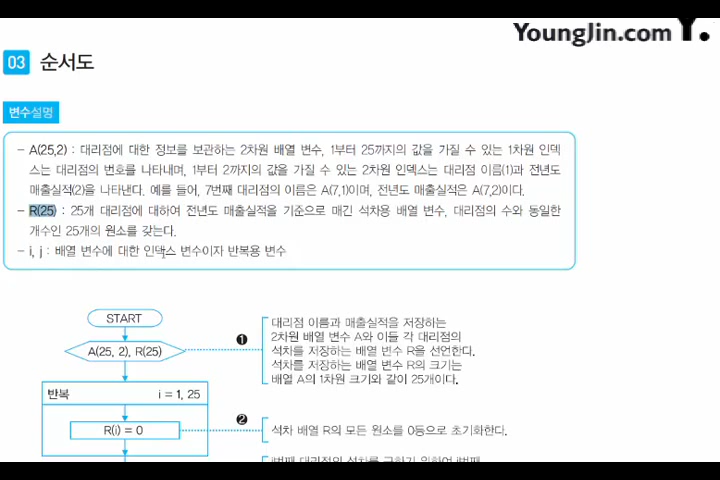 YoungJin.com Y.
03 순서도
변수설명
- A(25,2) : 대리점에 대한 정보를 보관하는 2차원 배열 변수, 1부터 25까지의 값을 가질 수 있는 1차원 인덱
스는 대리점의 번호를 나타내며, 1부터 2까지의 값을 가질 수 있는 2차원 인덱스는 대리점 이름(1)과 전년도
매출실적(2)을 나타낸다. 예를 들어, 7번째 대리점의 이름은 A(7,1)이며, 전년도 매출실적은 A(7,2)이다.
- R(25) : 25개 대리점에 대하여 전년도 매출실적을 기준으로 매긴 석차용 배열 변수, 대리점의 수와 동일한
개수인 25개의 원소를 갖는다.
- i, j : 배열 변수에 대한 인덱스 변수이자 반복용 변수
START
A(25, 2), R(25)
❶
대리점 이름과 매출실적을 저장하는
2차원 배열 변수 A와 이들 각 대리점의
석차를 저장하는 배열 변수 R을 선언한다.
석차를 저장하는 배열 변수 R의 크기는
배열 A의 1차원 크기와 같이 25개이다.
반복 i = 1, 25
R(i) = 0
❷
석차 배열 R의 모든 원소를 0등으로 초기화한다.